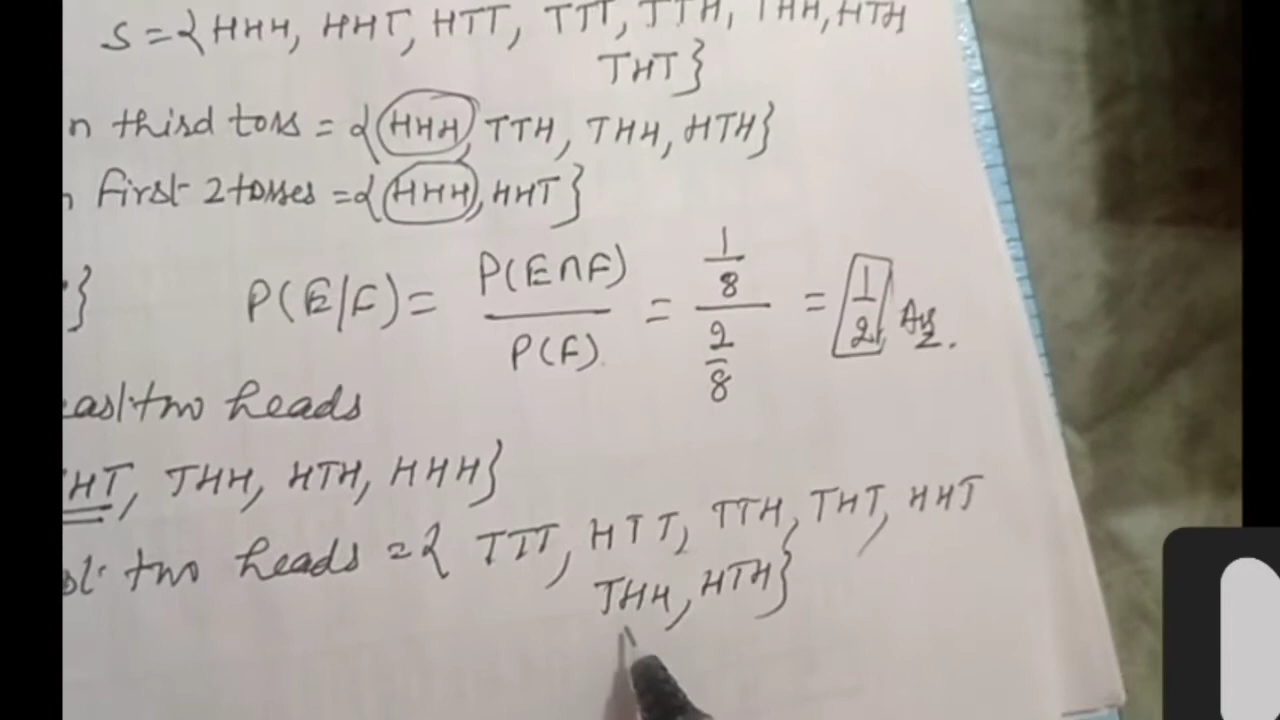 S = {HHH, HHT, HTT, TTT, TTH, THH, HTH
THT}
n third toss = {HHH, TTH, THH, HTH}
first 2 tosses = {HHH, HHT}
} P(E/F) = P(E∩F) / P(F) = 1/8 / 2/8 = 1/2 Ans.
two heads
HT, THH, HTH, HHH}
two heads = { TTT, HTT, TTH, THT, HHT
THH, HTH}